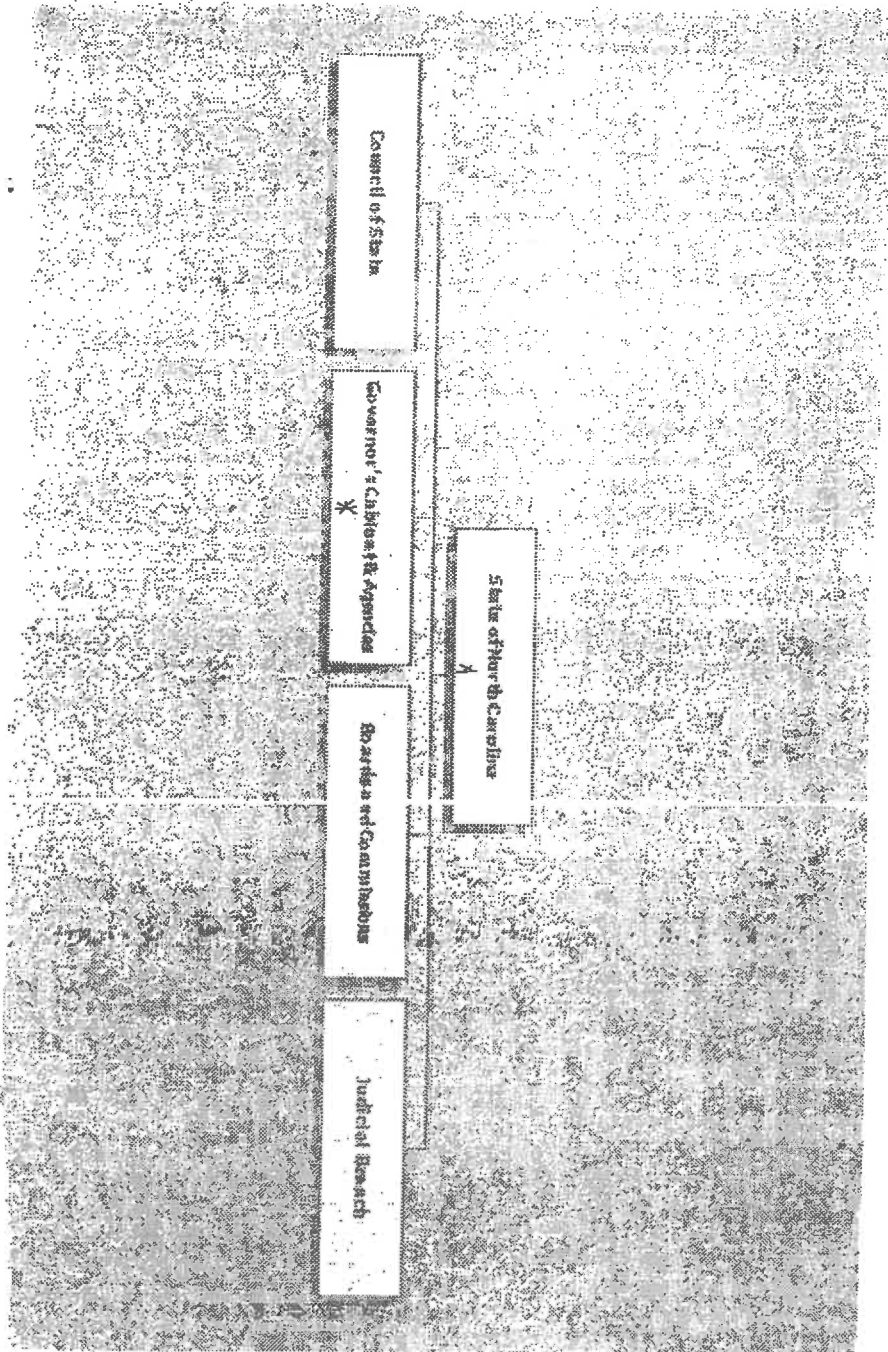 State of North Carolina
Council of State
Governor's Cabinet & Agencies
Boards and Commissions
Judicial Branch